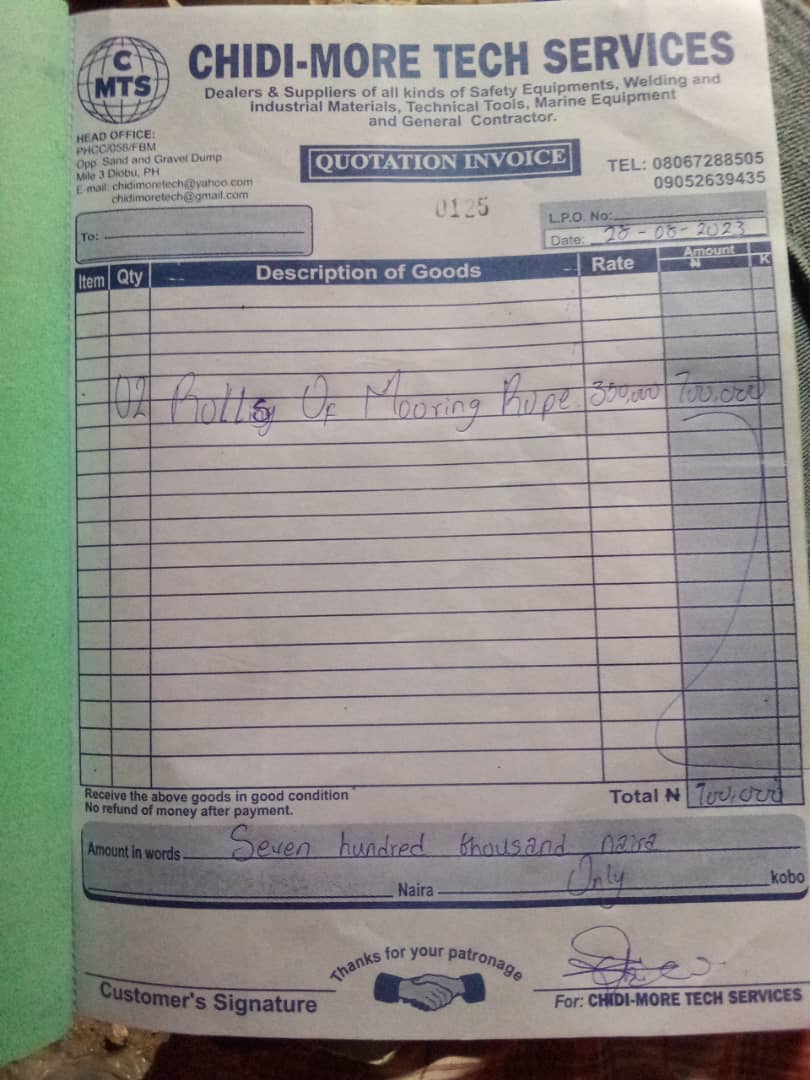 C
MTS
CHIDI-MORE TECH SERVICES
Dealers & Suppliers of all kinds of Safety Equipments, Welding and
Industrial Materials, Technical Tools, Marine Equipment
and General Contractor.
HEAD OFFICE:
PHCC/058/FBM
Opp. Sand and Gravel Dump
Mile 3 Diobu, PH
E-mail: chidimoretech@yahoo.com
chidimoretech@gmail.com
QUOTATION INVOICE
TEL: 08067288505
09052639435
0125
To:
L.P.O. No:
Date: 28-08-2023
Item Qty Description of Goods Rate Amount
₦ K
02 Rolls Of Mooring Rope 350,000 700,000
Receive the above goods in good condition
No refund of money after payment.
Total ₦ 700,000
Amount in words Seven hundred thousand naira
Naira Only kobo
Thanks for your patronage
Customer's Signature
For: CHIDI-MORE TECH SERVICES